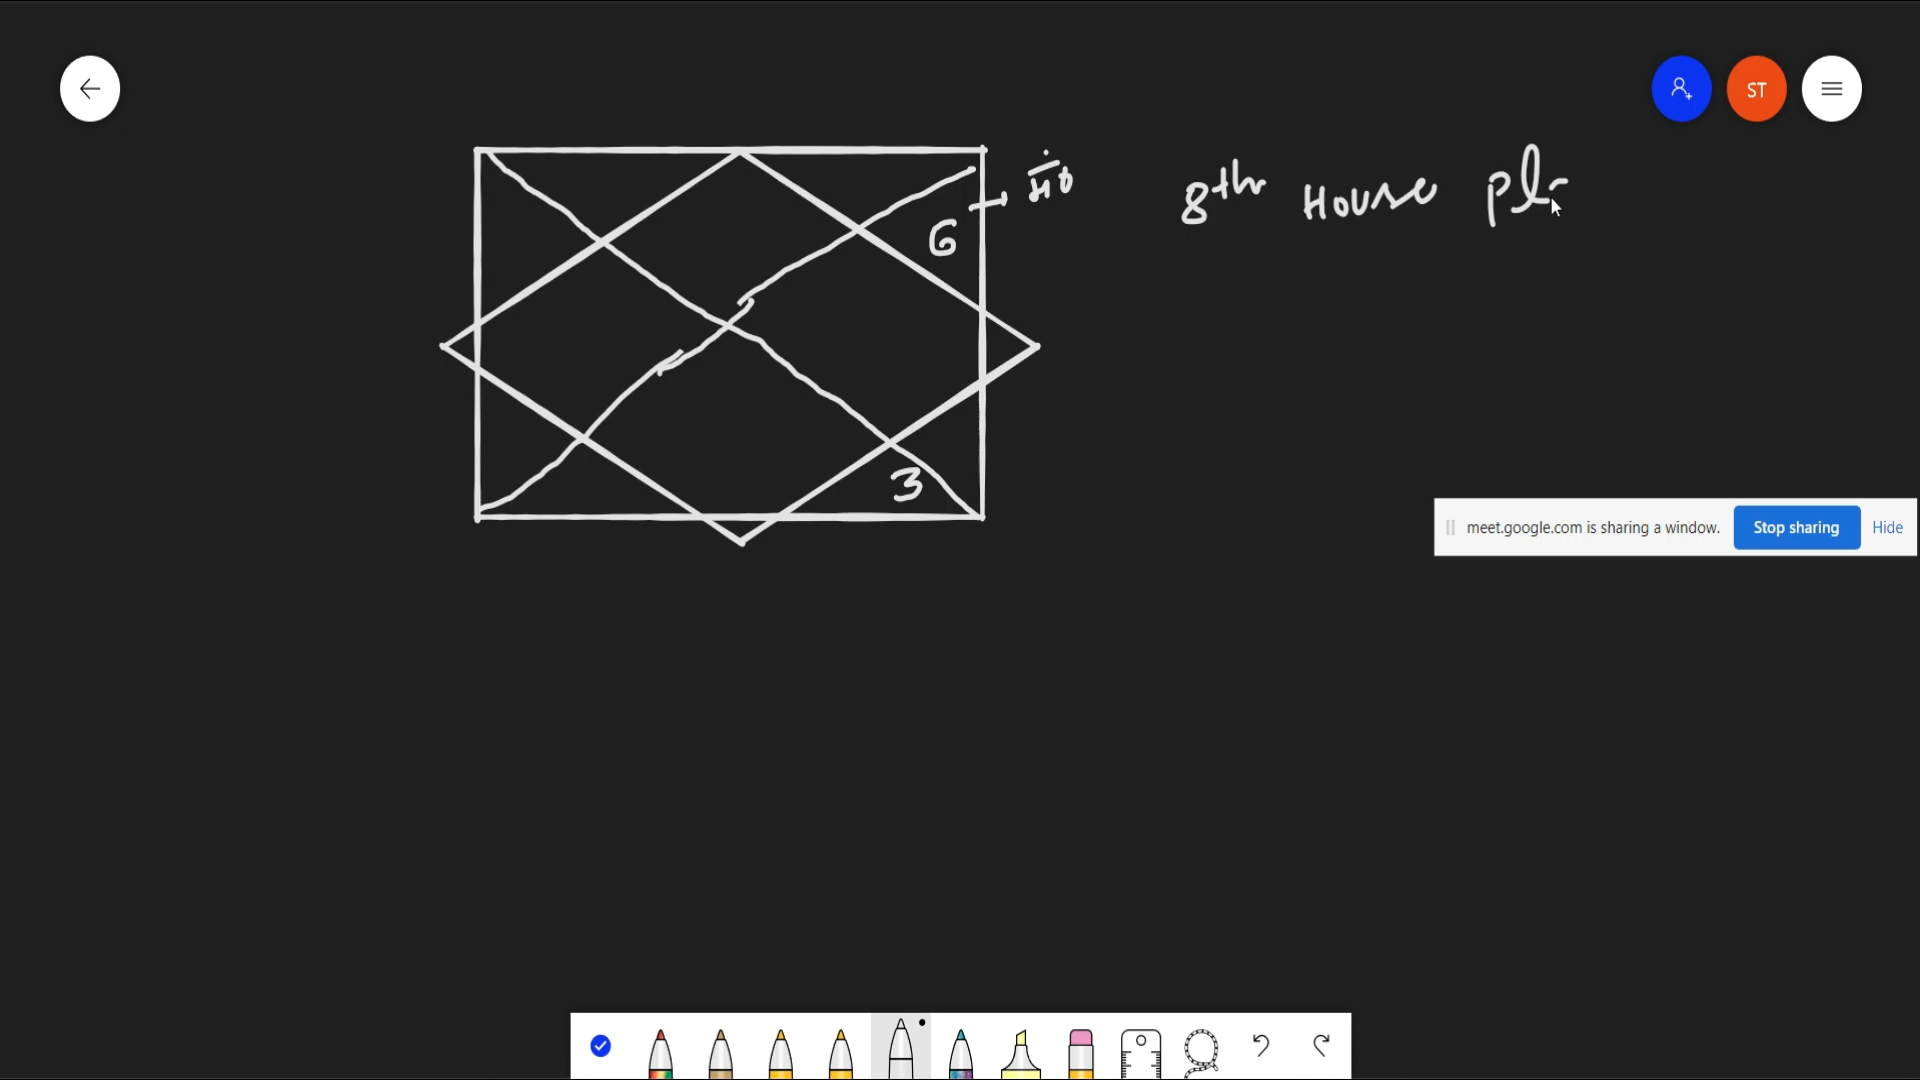 ST
8th House pl
6
3
meet.google.com is sharing a window. Stop sharing Hide